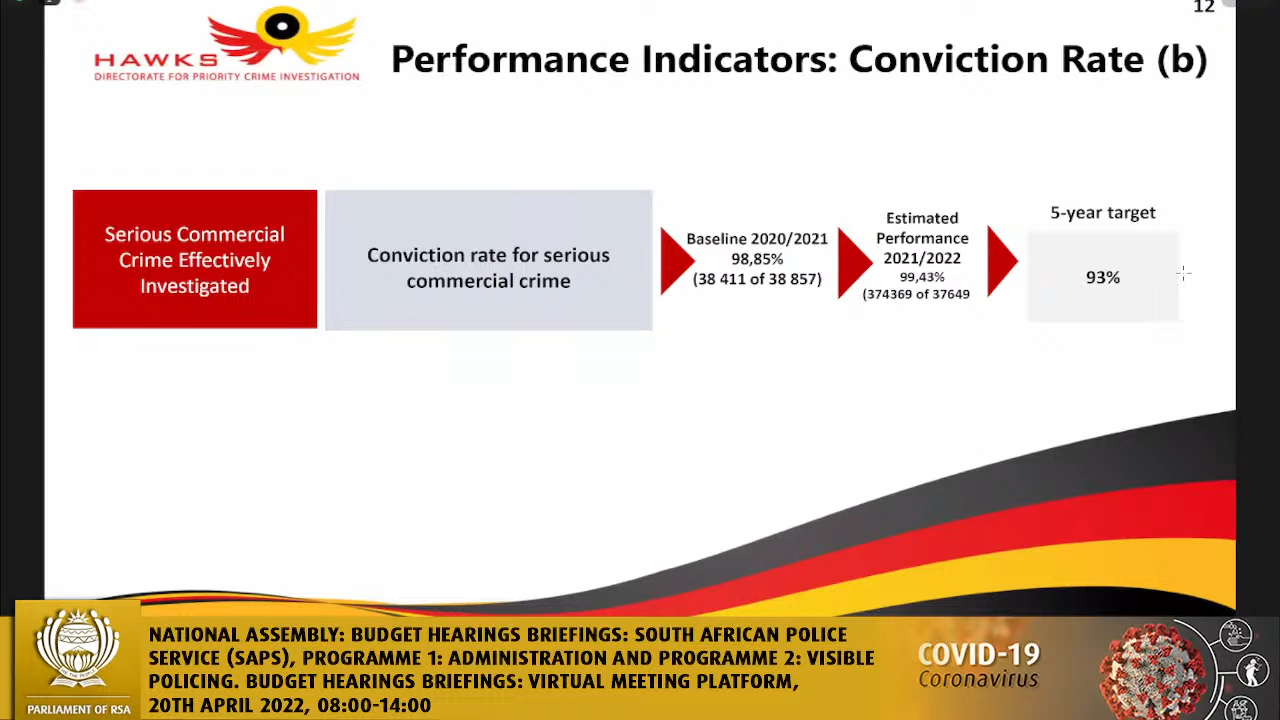 12
HAWKS
DIRECTORATE FOR PRIORITY CRIME INVESTIGATION
Performance Indicators: Conviction Rate (b)
Serious Commercial
Crime Effectively
Investigated
Conviction rate for serious
commercial crime
Baseline 2020/2021
98,85%
(38 411 of 38 857)
Estimated
Performance
2021/2022
99,43%
(374369 of 37649
5-year target
93%
PARLIAMENT OF RSA
NATIONAL ASSEMBLY: BUDGET HEARINGS BRIEFINGS: SOUTH AFRICAN POLICE
SERVICE (SAPS), PROGRAMME 1: ADMINISTRATION AND PROGRAMME 2: VISIBLE
POLICING. BUDGET HEARINGS BRIEFINGS: VIRTUAL MEETING PLATFORM,
20TH APRIL 2022, 08:00-14:00
COVID-19
Coronavirus